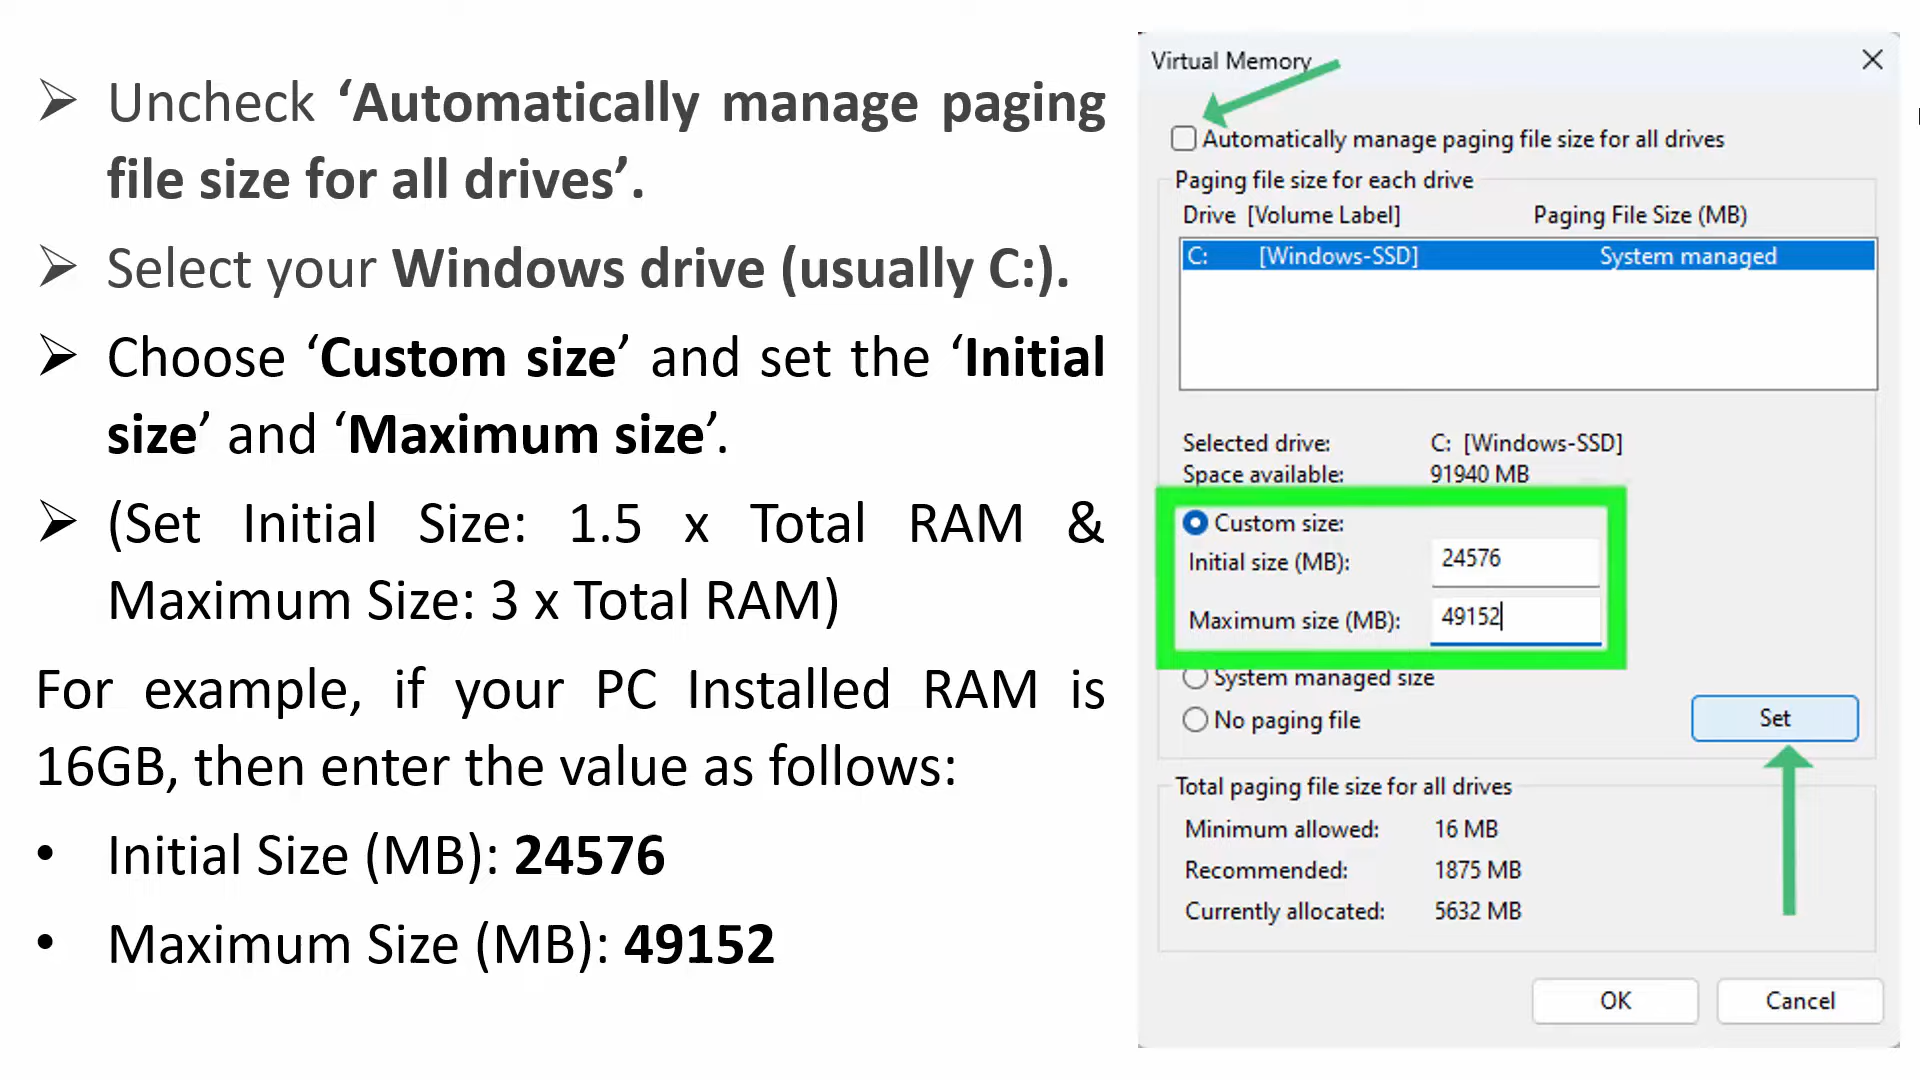 ➢ Uncheck ‘Automatically manage paging
file size for all drives’.
➢ Select your Windows drive (usually C:).
➢ Choose ‘Custom size’ and set the ‘Initial
size’ and ‘Maximum size’.
➢ (Set Initial Size: 1.5 x Total RAM &
Maximum Size: 3 x Total RAM)
For example, if your PC Installed RAM is
16GB, then enter the value as follows:
• Initial Size (MB): 24576
• Maximum Size (MB): 49152
Virtual Memory
Automatically manage paging file size for all drives
Paging file size for each drive
Drive [Volume Label] Paging File Size (MB)
C: [Windows-SSD] System managed
Selected drive: C: [Windows-SSD]
Space available: 91940 MB
Custom size:
Initial size (MB): 24576
Maximum size (MB): 49152
System managed size
No paging file
Set
Total paging file size for all drives
Minimum allowed: 16 MB
Recommended: 1875 MB
Currently allocated: 5632 MB
OK Cancel